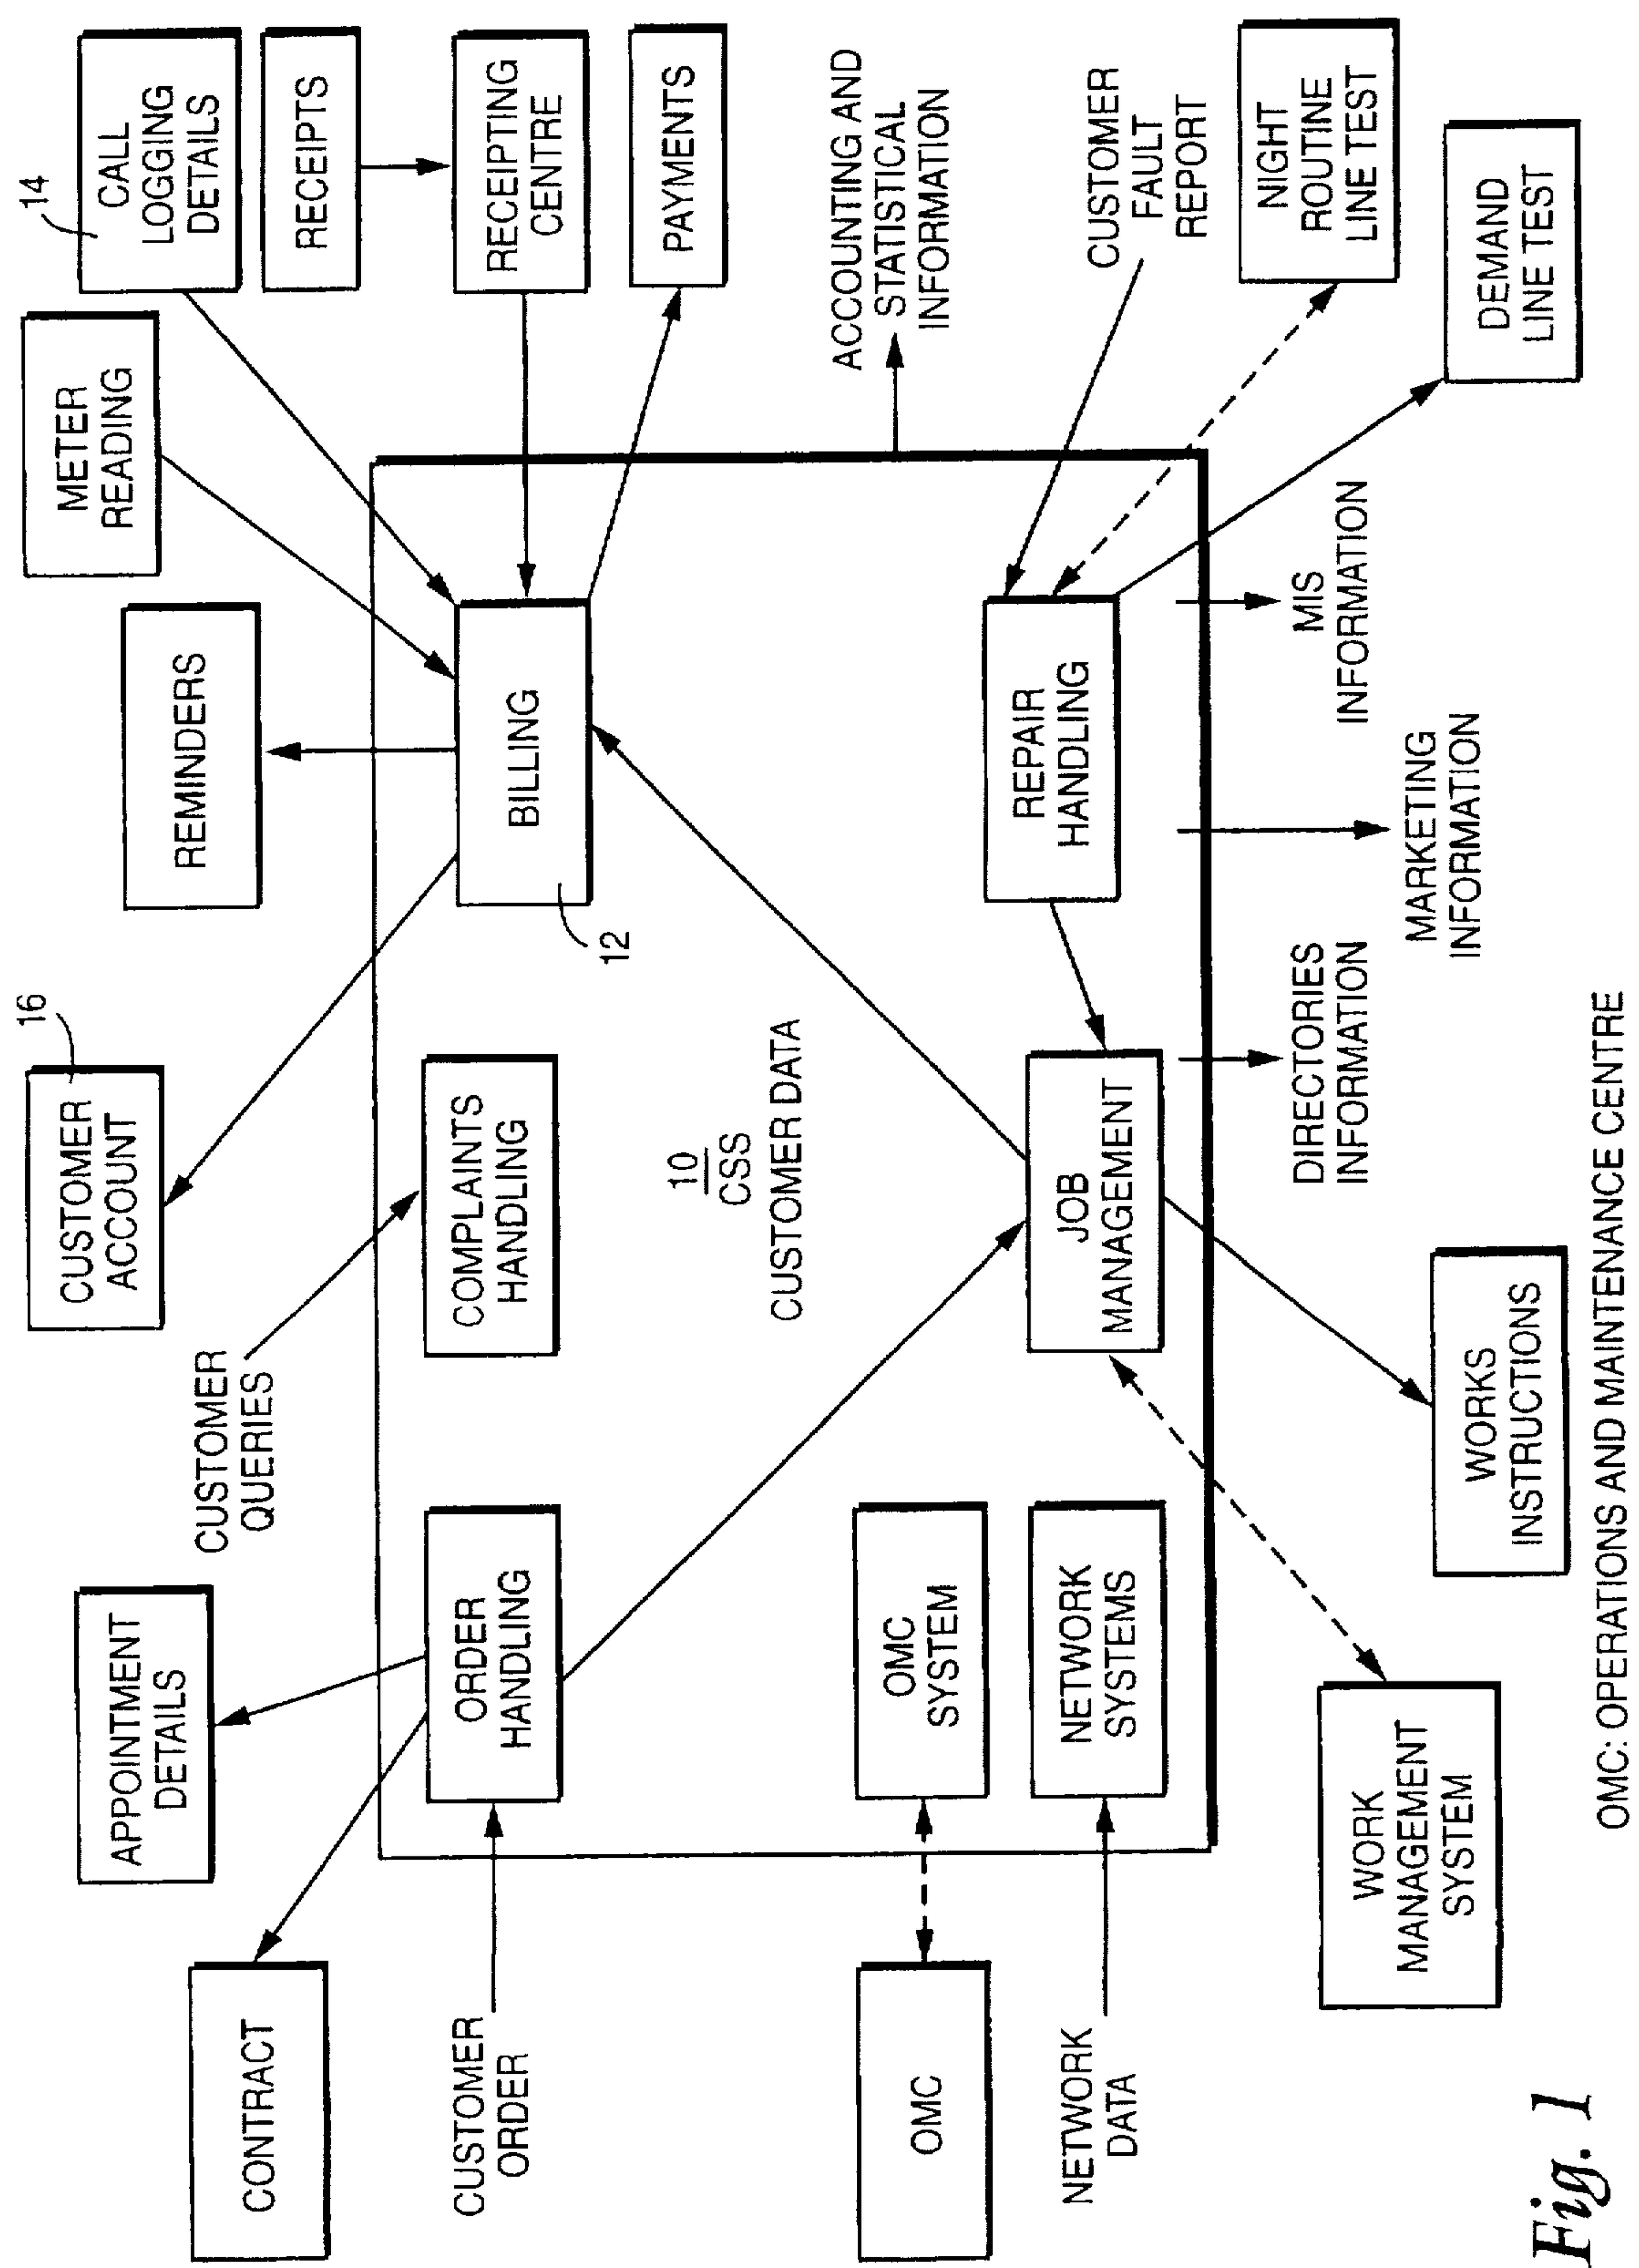 CONTRACT
APPOINTMENT
DETAILS
CUSTOMER
QUERIES
16
CUSTOMER
ACCOUNT
REMINDERS
METER
READING
14
CALL
LOGGING
DETAILS
RECEIPTS
RECEIPTING
CENTRE
PAYMENTS
CUSTOMER
ORDER
ORDER
HANDLING
COMPLAINTS
HANDLING
BILLING
12
10
CSS
CUSTOMER DATA
ACCOUNTING AND
STATISTICAL
INFORMATION
OMC
OMC
SYSTEM
NETWORK
DATA
NETWORK
SYSTEMS
JOB
MANAGEMENT
REPAIR
HANDLING
CUSTOMER
FAULT
REPORT
NIGHT
ROUTINE
LINE TEST
DEMAND
LINE TEST
WORK
MANAGEMENT
SYSTEM
WORKS
INSTRUCTIONS
DIRECTORIES
INFORMATION
MARKETING
INFORMATION
MIS
INFORMATION
Fig. 1
OMC: OPERATIONS AND MAINTENANCE CENTRE